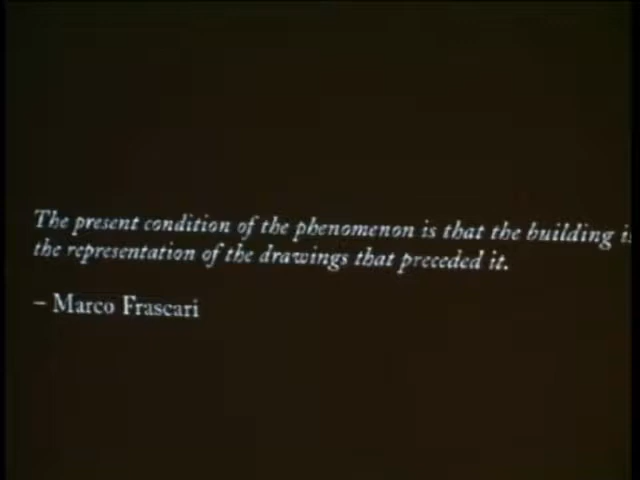 The present condition of the phenomenon is that the building i
the representation of the drawings that preceded it.
– Marco Frascari